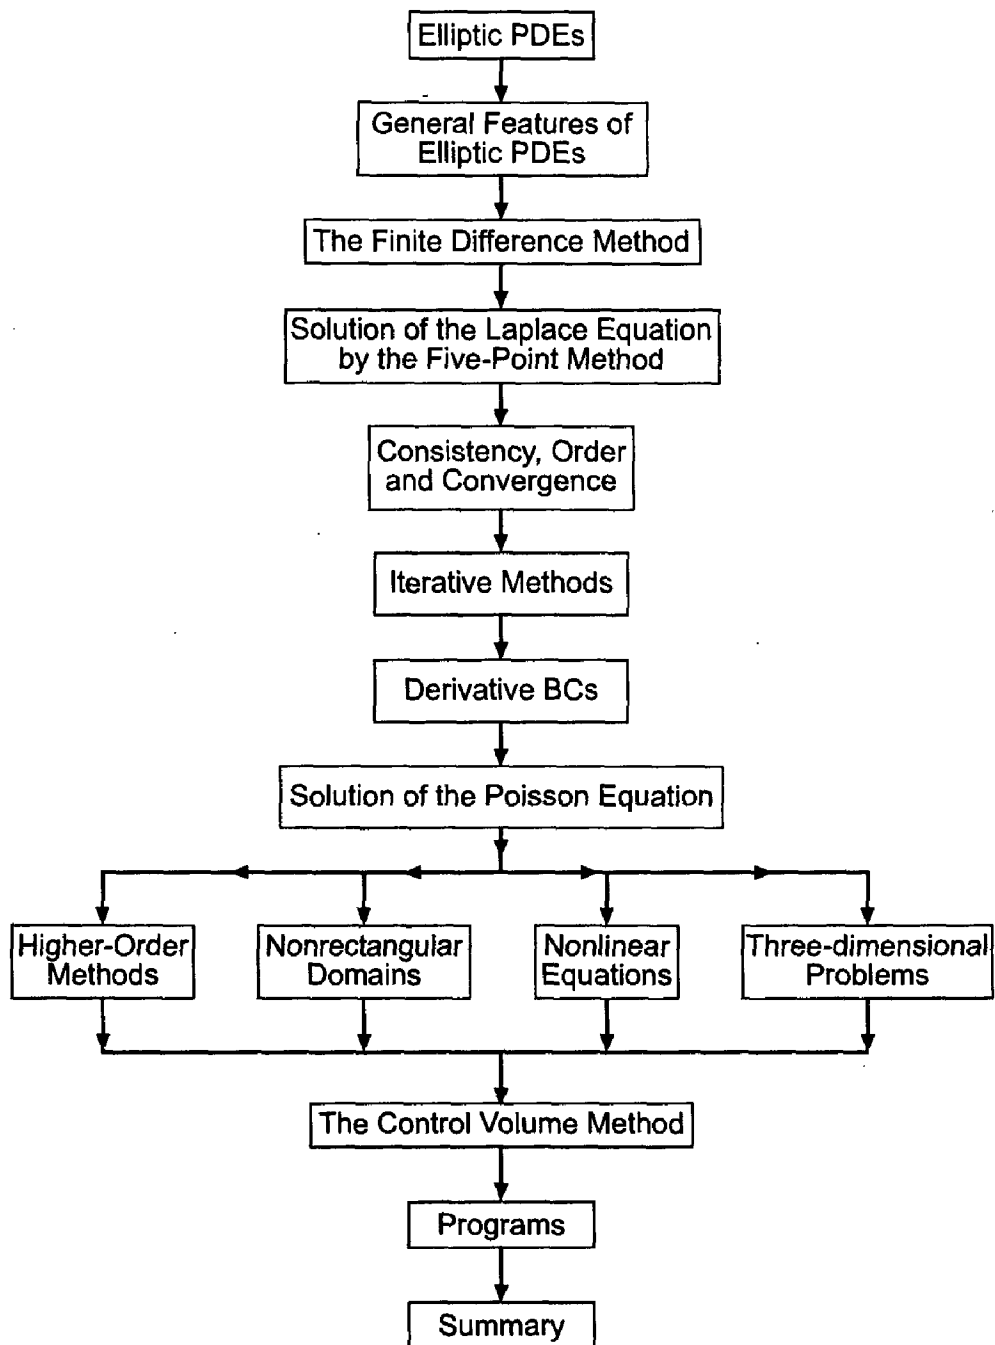 Elliptic PDEs
General Features of
Elliptic PDEs
The Finite Difference Method
Solution of the Laplace Equation
by the Five-Point Method
Consistency, Order
and Convergence
Iterative Methods
Derivative BCs
Solution of the Poisson Equation
Higher-Order
Methods
Nonrectangular
Domains
Nonlinear
Equations
Three-dimensional
Problems
The Control Volume Method
Programs
Summary